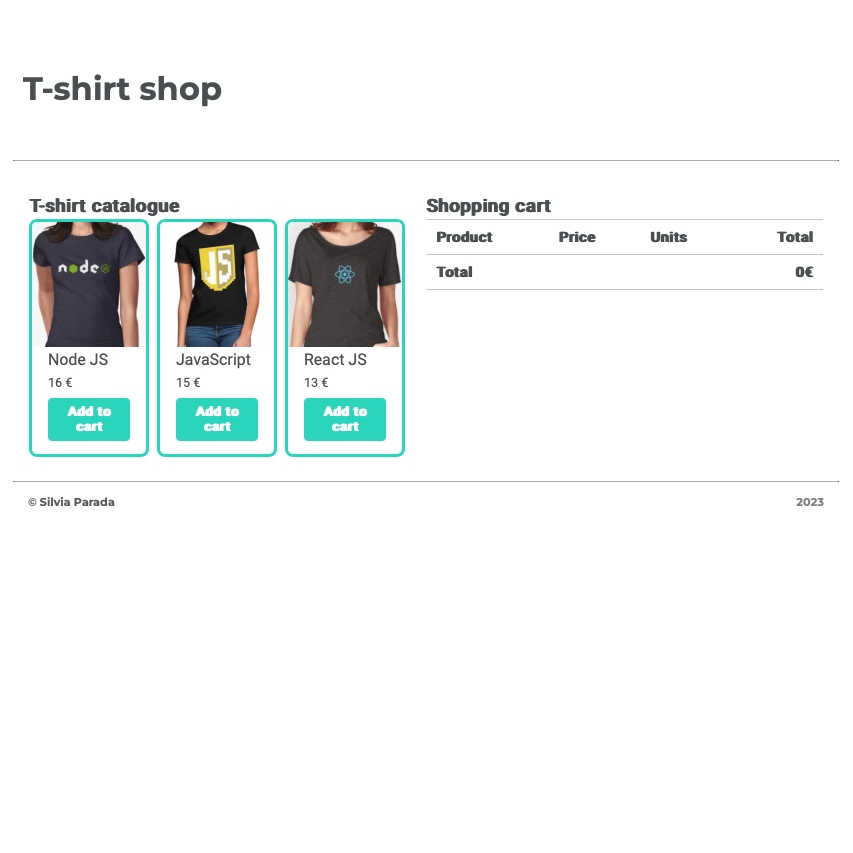 T-shirt shop
T-shirt catalogue
node JS
JS
Node JS
16 €
Add to
cart
JavaScript
15 €
Add to
cart
React JS
13 €
Add to
cart
Shopping cart
Product Price Units Total
Total 0€
© Silvia Parada 2023